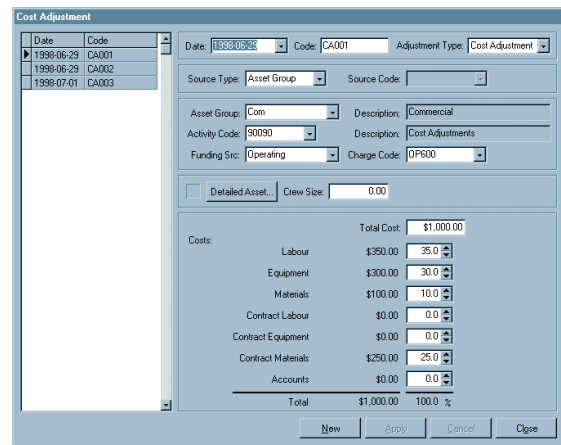 Cost Adjustment
Date Code
1998-06-29 CA001
1998-06-29 CA002
1998-07-01 CA003
Date: 1998-06-29 Code: CA001 Adjustment Type: Cost Adjustment
Source Type: Asset Group Source Code:
Asset Group: Com Description: Commercial
Activity Code: 90090 Description: Cost Adjustments
Funding Src: Operating Charge Code: OP600
Detailed Asset... Crew Size: 0.00
Total Cost: $1,000.00
Costs:
Labour $350.00 35.0
Equipment $300.00 30.0
Materials $100.00 10.0
Contract Labour $0.00 0.0
Contract Equipment $0.00 0.0
Contract Materials $250.00 25.0
Accounts $0.00 0.0
Total $1,000.00 100.0 %
New Apply Cancel Close